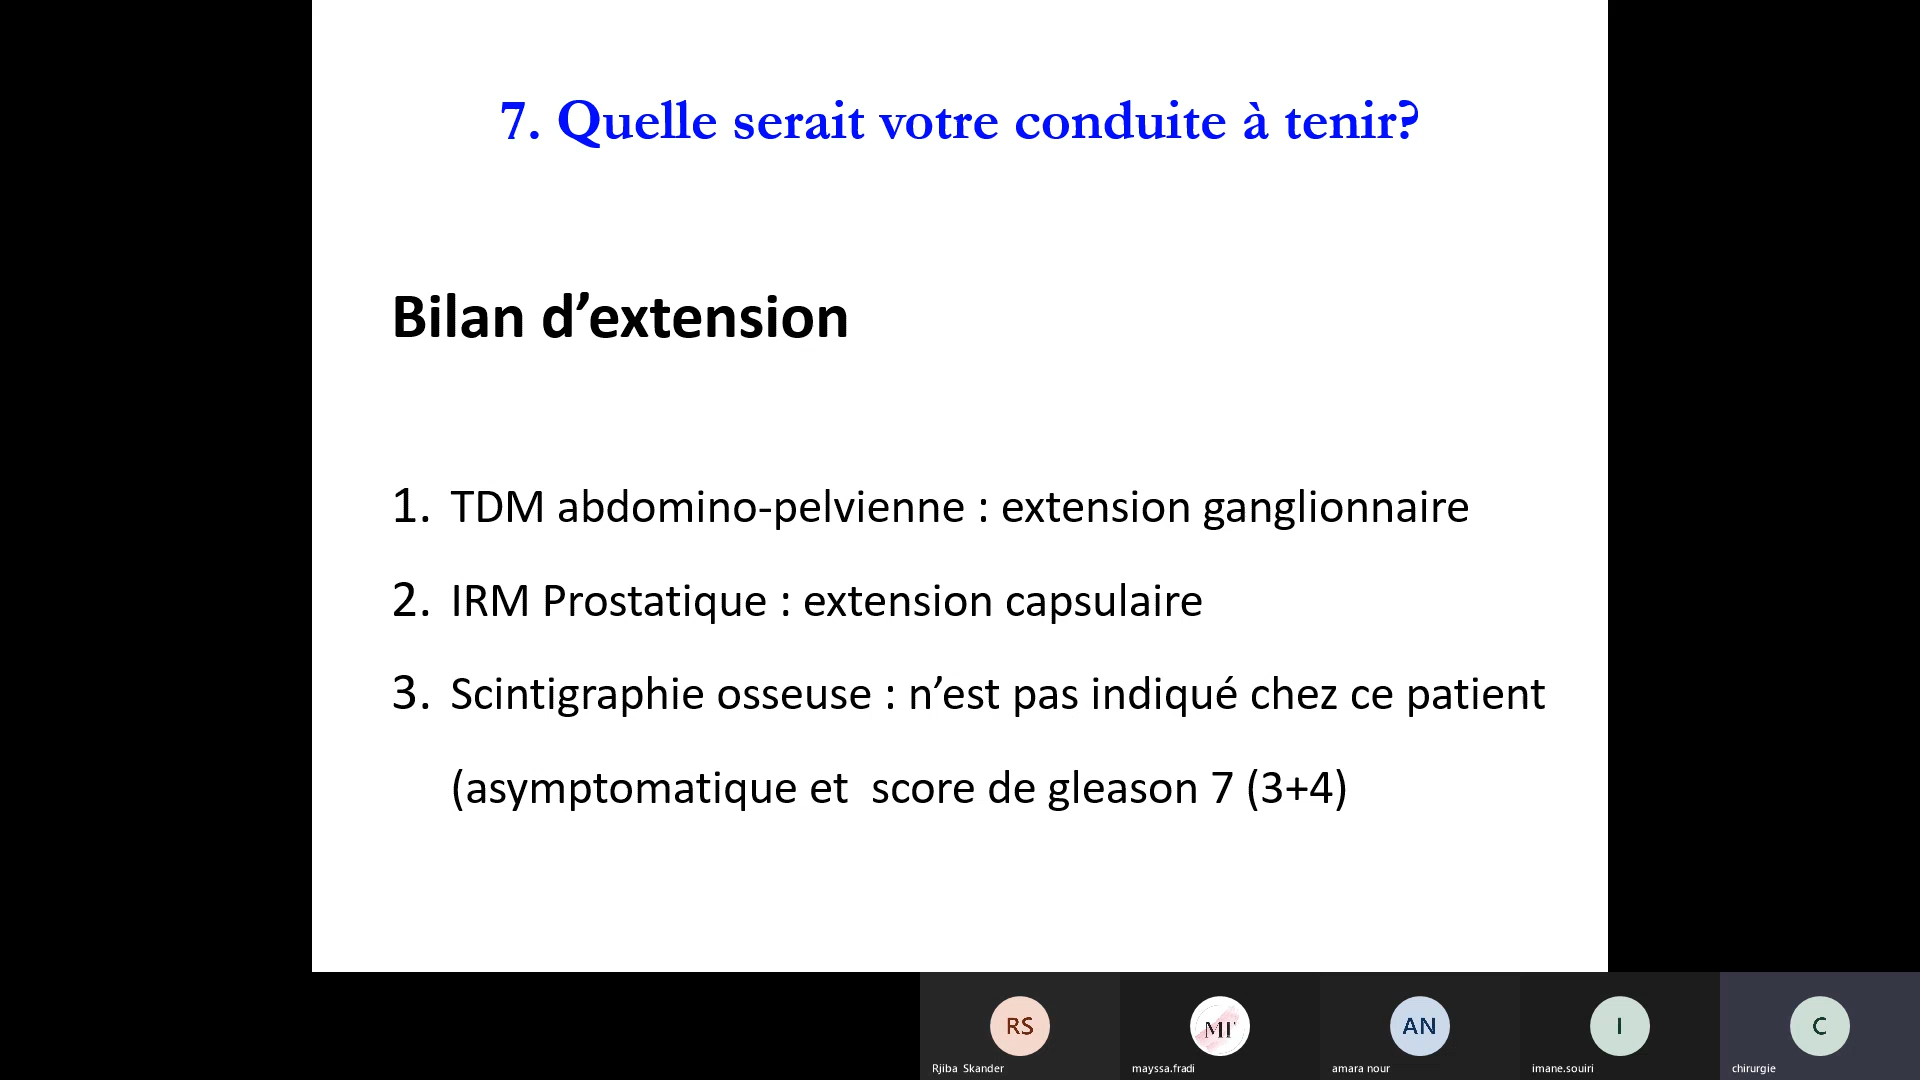 7. Quelle serait votre conduite à tenir?
Bilan d’extension
1. TDM abdomino-pelvienne : extension ganglionnaire
2. IRM Prostatique : extension capsulaire
3. Scintigraphie osseuse : n’est pas indiqué chez ce patient
(asymptomatique et score de gleason 7 (3+4)
RS
MF
AN
I
C
Rjiba Skander
mayssa.fradi
amara nour
imane.souiri
chirurgie